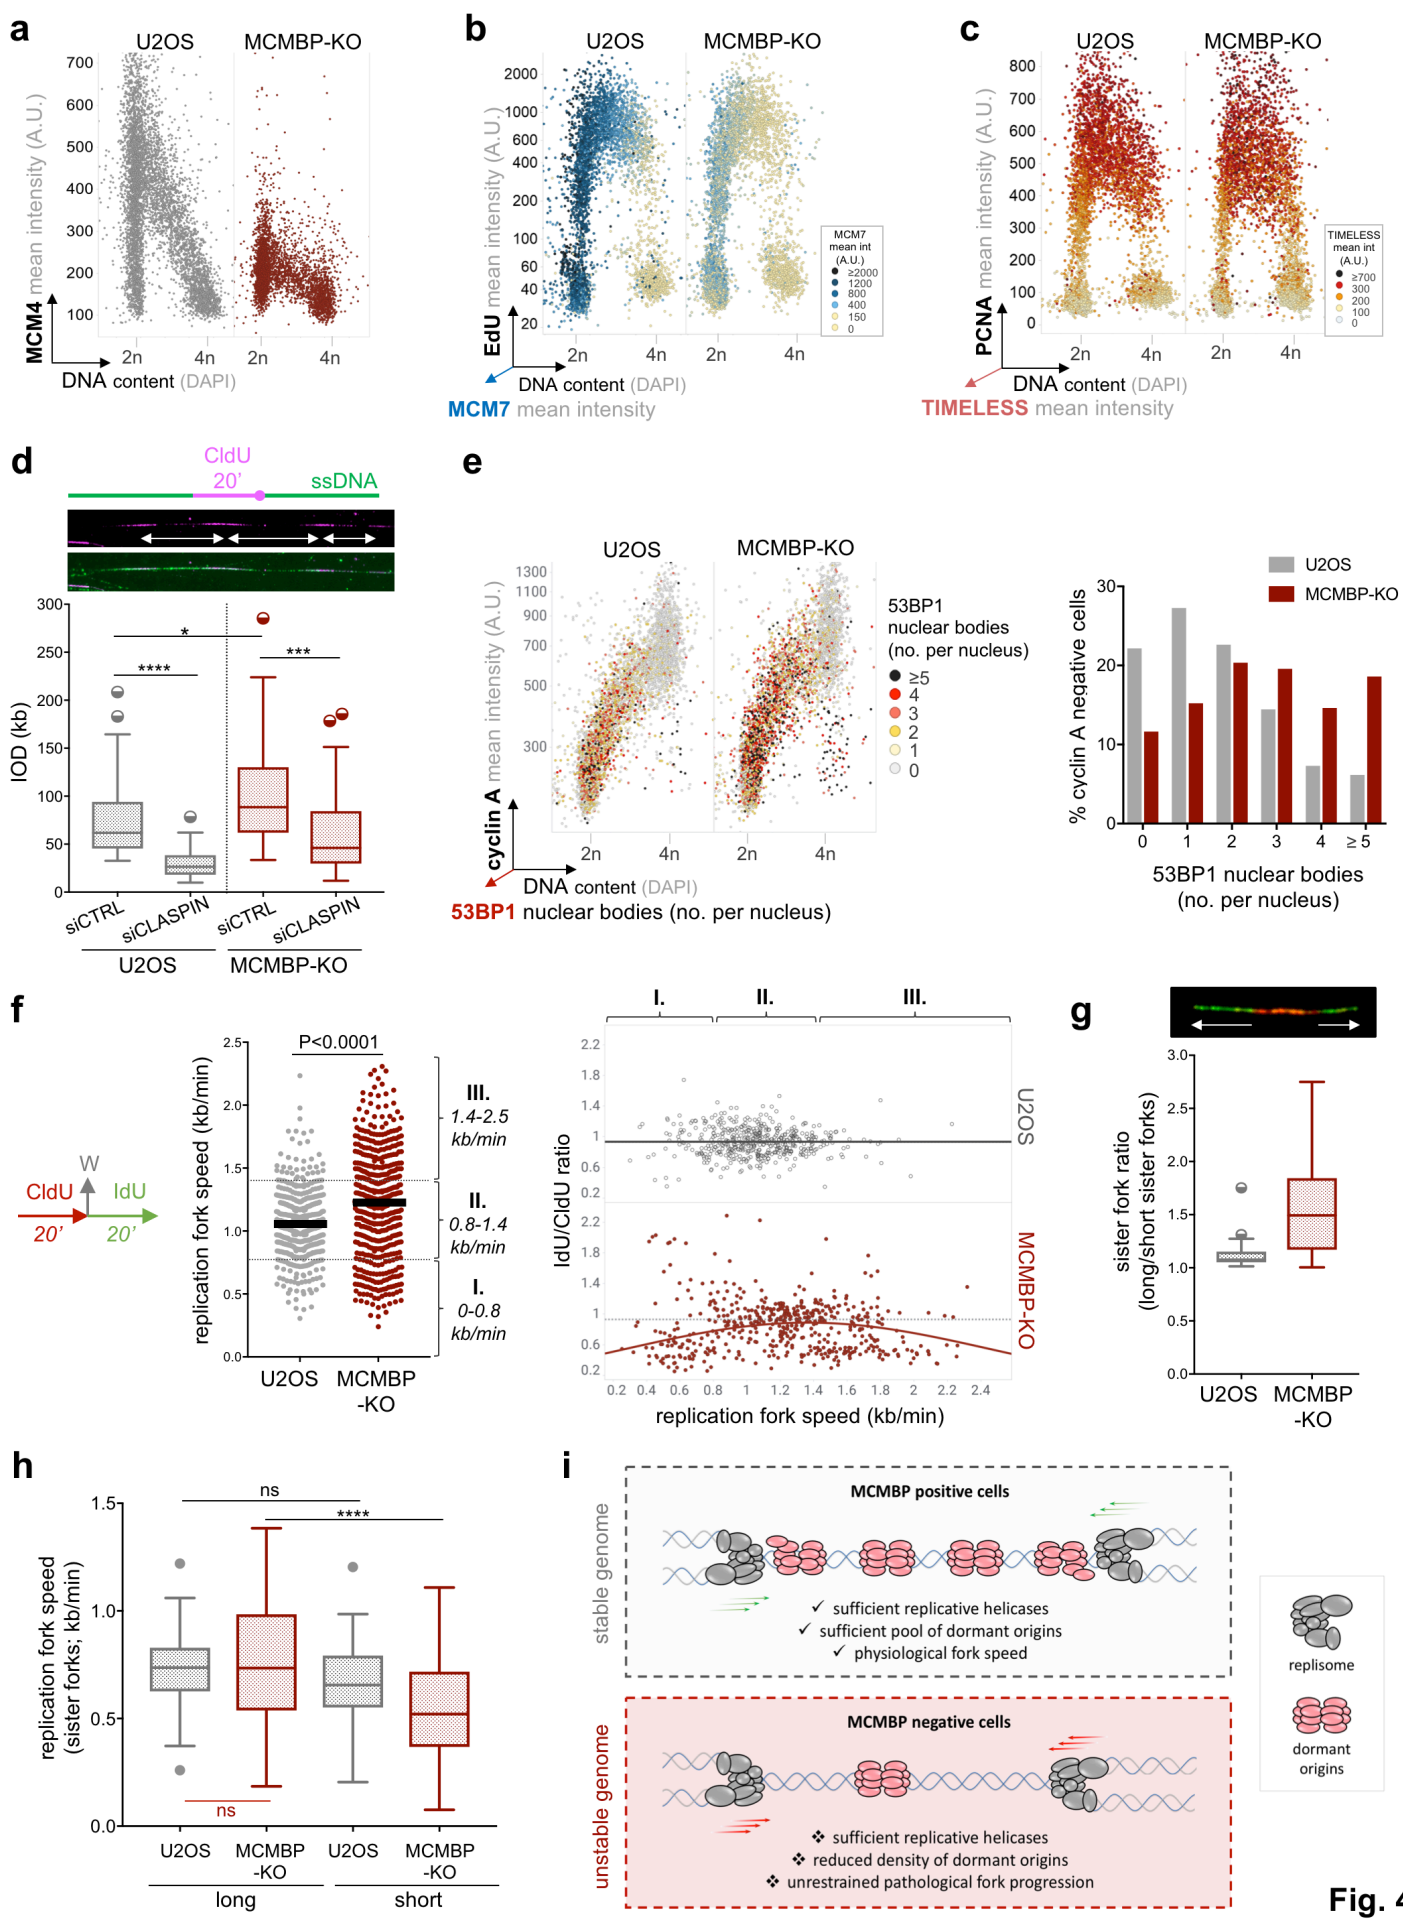 a
U2OS
MCMBP-KO
700
600
500
400
300
200
100
MCM4 mean intensity (A.U.)
2n
4n
2n
4n
DNA content (DAPI)
b
U2OS
MCMBP-KO
2000
1000
600
400
200
100
60
40
20
EdU mean intensity (A.U.)
MCM7
mean int
(A.U.)
≥2000
1200
800
400
150
0
2n
4n
2n
4n
DNA content (DAPI)
MCM7 mean intensity
c
U2OS
MCMBP-KO
800
700
600
500
400
300
200
100
0
PCNA mean intensity (A.U.)
TIMELESS
mean int
(A.U.)
≥700
300
200
100
0
2n
4n
2n
4n
DNA content (DAPI)
TIMELESS mean intensity
d
CldU
20'
ssDNA
300
250
200
150
100
50
0
IOD (kb)
*
****
***
siCTRL
siCLASPIN
siCTRL
siCLASPIN
U2OS
MCMBP-KO
e
U2OS
MCMBP-KO
1300
1100
900
700
500
300
cyclin A mean intensity (A.U.)
53BP1
nuclear bodies
(no. per nucleus)
≥5
4
3
2
1
0
2n
4n
2n
4n
DNA content (DAPI)
53BP1 nuclear bodies (no. per nucleus)
U2OS
MCMBP-KO
30
20
10
0
% cyclin A negative cells
0
1
2
3
4
≥ 5
53BP1 nuclear bodies
(no. per nucleus)
f
W
CldU
IdU
20'
20'
2.5
2.0
1.5
1.0
0.5
0.0
replication fork speed (kb/min)
P<0.0001
III.
1.4-2.5
kb/min
II.
0.8-1.4
kb/min
I.
0-0.8
kb/min
U2OS
MCMBP
-KO
I.
II.
III.
2.2
1.8
1.4
1
0.6
0.2
U2OS
2.2
1.8
1.4
1
0.6
0.2
MCMBP-KO
IdU/CldU ratio
0.2 0.4 0.6 0.8 1 1.2 1.4 1.6 1.8 2 2.2 2.4
replication fork speed (kb/min)
g
3.0
2.5
2.0
1.5
1.0
0.5
0.0
sister fork ratio
(long/short sister forks)
U2OS
MCMBP
-KO
h
1.5
1.0
0.5
0.0
replication fork speed
(sister forks; kb/min)
ns
****
ns
U2OS
MCMBP
-KO
U2OS
MCMBP
-KO
long
short
i
stable genome
MCMBP positive cells
✓ sufficient replicative helicases
✓ sufficient pool of dormant origins
✓ physiological fork speed
unstable genome
MCMBP negative cells
❖ sufficient replicative helicases
❖ reduced density of dormant origins
❖ unrestrained pathological fork progression
replisome
dormant
origins
Fig. 4